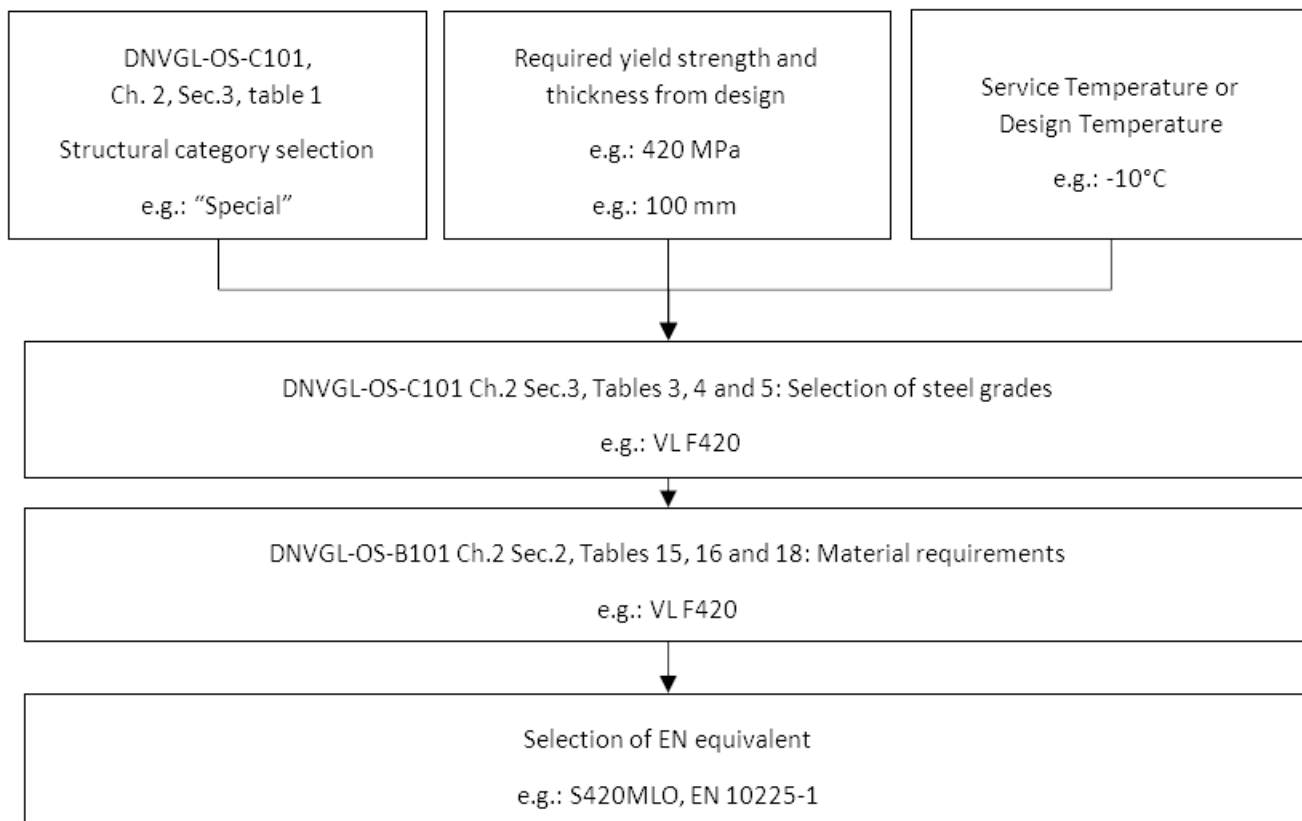 DNVGL-OS-C101,
Ch. 2, Sec.3, table 1
Structural category selection
e.g.: “Special”
Required yield strength and
thickness from design
e.g.: 420 MPa
e.g.: 100 mm
Service Temperature or
Design Temperature
e.g.: -10°C
DNVGL-OS-C101 Ch.2 Sec.3, Tables 3, 4 and 5: Selection of steel grades
e.g.: VL F420
DNVGL-OS-B101 Ch.2 Sec.2, Tables 15, 16 and 18: Material requirements
e.g.: VL F420
Selection of EN equivalent
e.g.: S420MLO, EN 10225-1